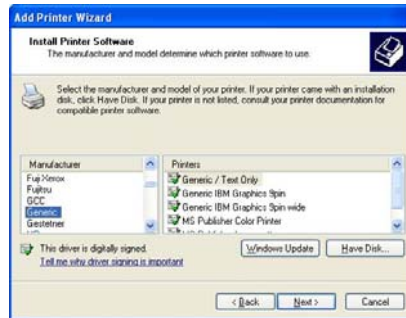 Add Printer Wizard
Install Printer Software
The manufacturer and model determine which printer software to use.
Select the manufacturer and model of your printer. If your printer came with an installation
disk, click Have Disk. If your printer is not listed, consult your printer documentation for
compatible printer software.
Manufacturer
Fuji Xerox
Fujitsu
GCC
Generic
Gestetner
Printers
Generic / Text Only
Generic IBM Graphics 9pin
Generic IBM Graphics 9pin wide
MS Publisher Color Printer
This driver is digitally signed.
Tell me why driver signing is important
Windows Update
Have Disk...
< Back
Next >
Cancel